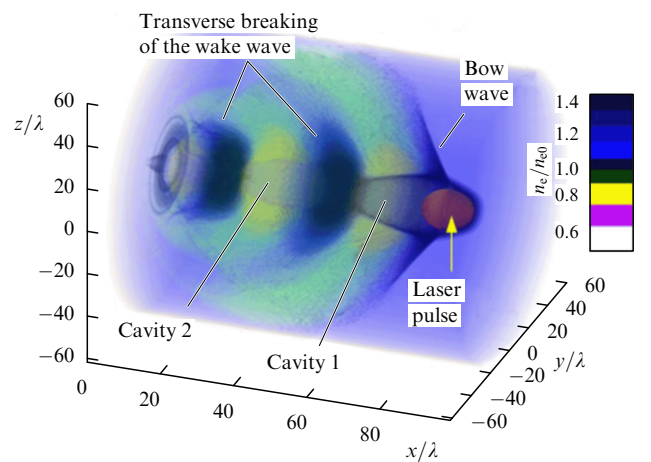 Transverse breaking
of the wake wave
Bow
wave
z/λ
60
40
20
0
−20
−40
−60
1.4
1.2
1.0
0.8
0.6
nₑ/nₑ₀
Laser
pulse
Cavity 2
Cavity 1
0
20
40
60
80
x/λ
60
40
20
0
−20
−40
−60
y/λ